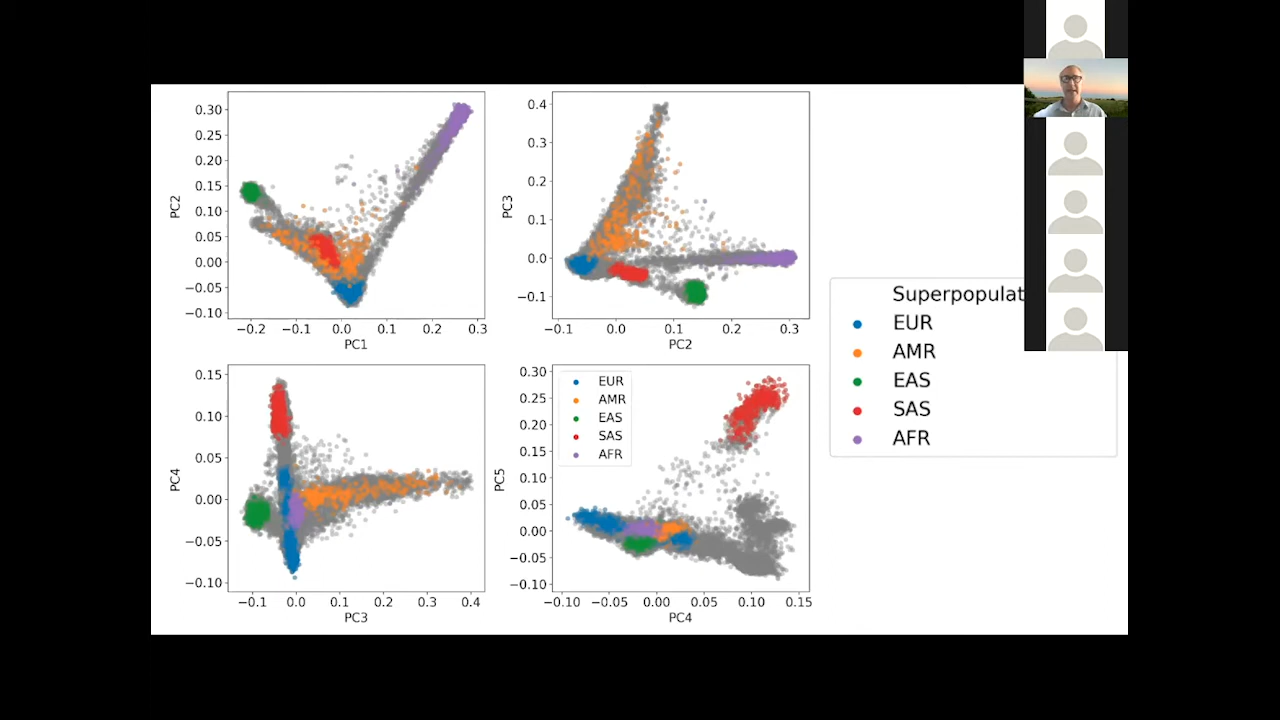 0.30
0.25
0.20
0.15
0.10
0.05
0.00
−0.05
−0.10
PC2
−0.2 −0.1 0.0 0.1 0.2 0.3
PC1
0.4
0.3
0.2
0.1
0.0
−0.1
PC3
−0.1 0.0 0.1 0.2 0.3
PC2
0.15
0.10
0.05
0.00
−0.05
−0.10
PC4
−0.1 0.0 0.1 0.2 0.3 0.4
PC3
0.30
0.25
0.20
0.15
0.10
0.05
0.00
−0.05
−0.10
PC5
EUR
AMR
EAS
SAS
AFR
−0.10 −0.05 0.00 0.05 0.10 0.15
PC4
Superpopulat
EUR
AMR
EAS
SAS
AFR